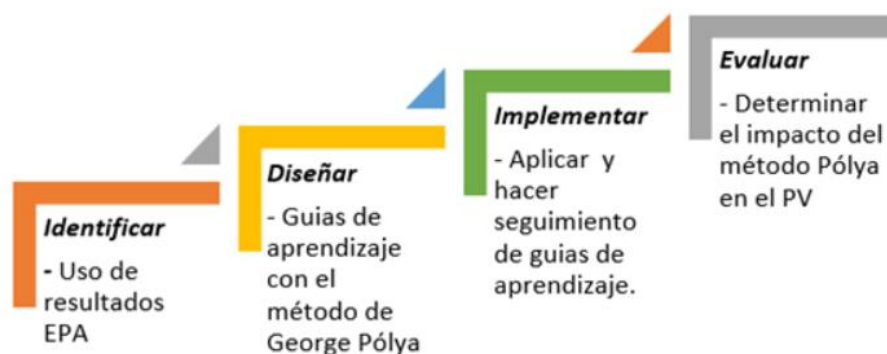 Identificar
- Uso de
resultados
EPA
Diseñar
- Guias de
aprendizaje
con el
método de
George Pólya
Implementar
- Aplicar y
hacer
seguimiento
de guias de
aprendizaje.
Evaluar
- Determinar
el impacto del
método Pólya
en el PV